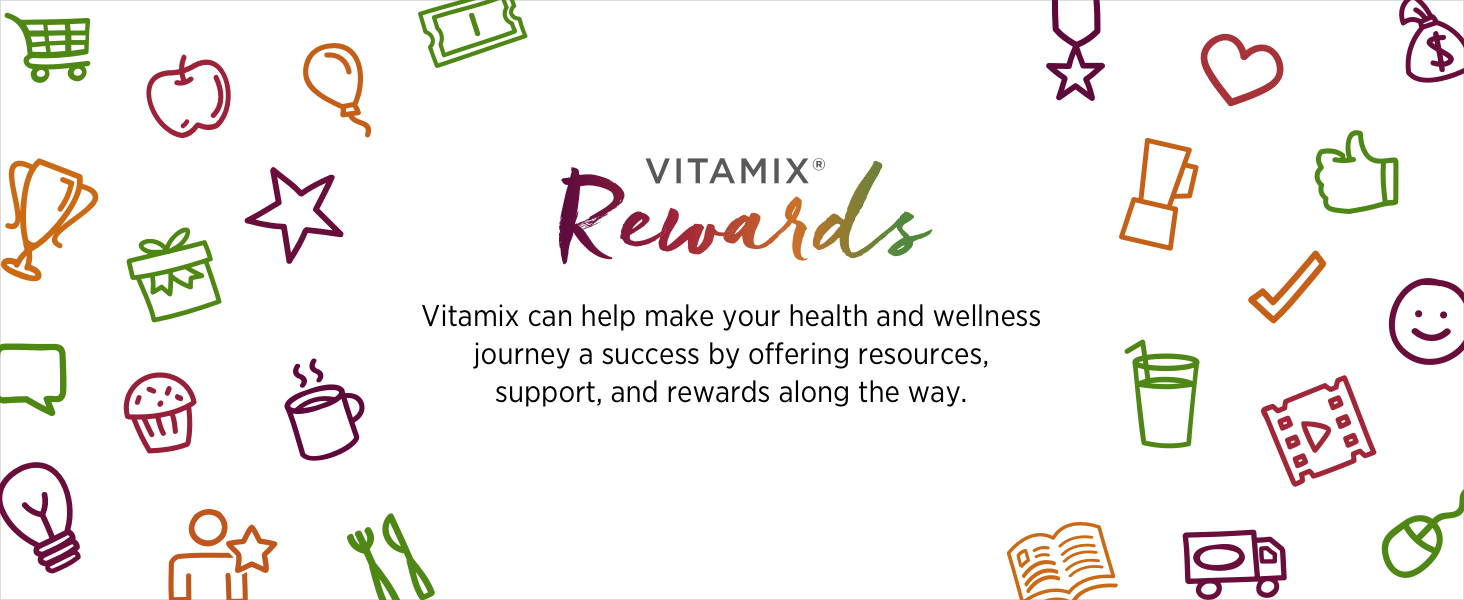 VITAMIX®
Rewards
Vitamix can help make your health and wellness
journey a success by offering resources,
support, and rewards along the way.
$